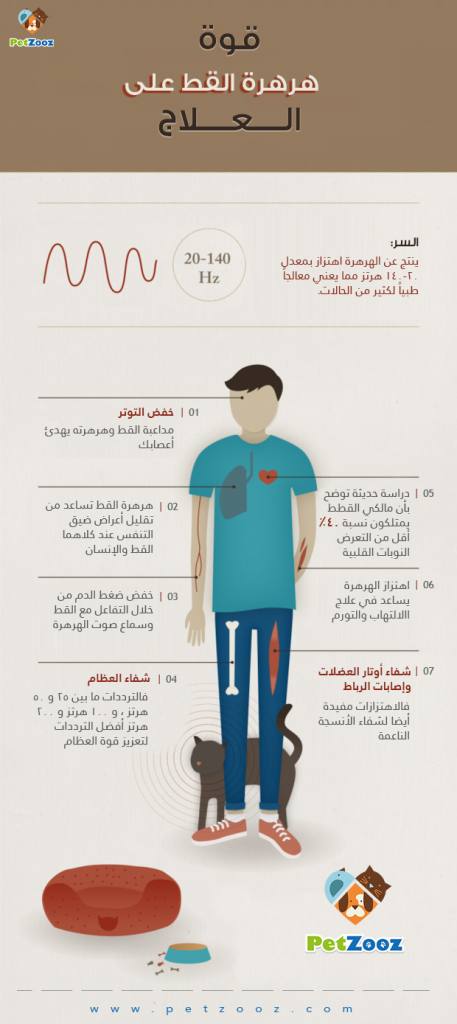 PetZooz
قوة
هرهرة القط على
العلاج
السر:
ينتج عن الهرهرة اهتزاز بمعدل
٢٠-١٤٠ هرتز مما يعني معالجاً
طبياً لكثير من الحالات.
20-140
Hz
01 | خفض التوتر
مداعبة القط وهرهرته يهدئ
أعصابك
02 | هرهرة القط تساعد من
تقليل أعراض ضيق
التنفس عند كلاهما
القط والإنسان
03 | خفض ضغط الدم من
خلال التفاعل مع القط
وسماع صوت الهرهرة
04 | شفاء العظام
فالترددات ما بين ٢٥ و ٥٠
هرتز ، و ١٠٠ هرتز و ٢٠٠
هرتز أفضل الترددات
لتعزيز قوة العظام
05 | دراسة حديثة توضح
بأن مالكي القطط
يمتلكون نسبة ٤٠٪
أقل من التعرض
النوبات القلبية
06 | اهتزاز الهرهرة
يساعد في علاج
الالتهاب والتورم
07 | شفاء أوتار العضلات
وإصابات الرباط
فالاهتزازات مفيدة
أيضا لشفاء الأنسجة
الناعمة
PetZooz
www.petzooz.com